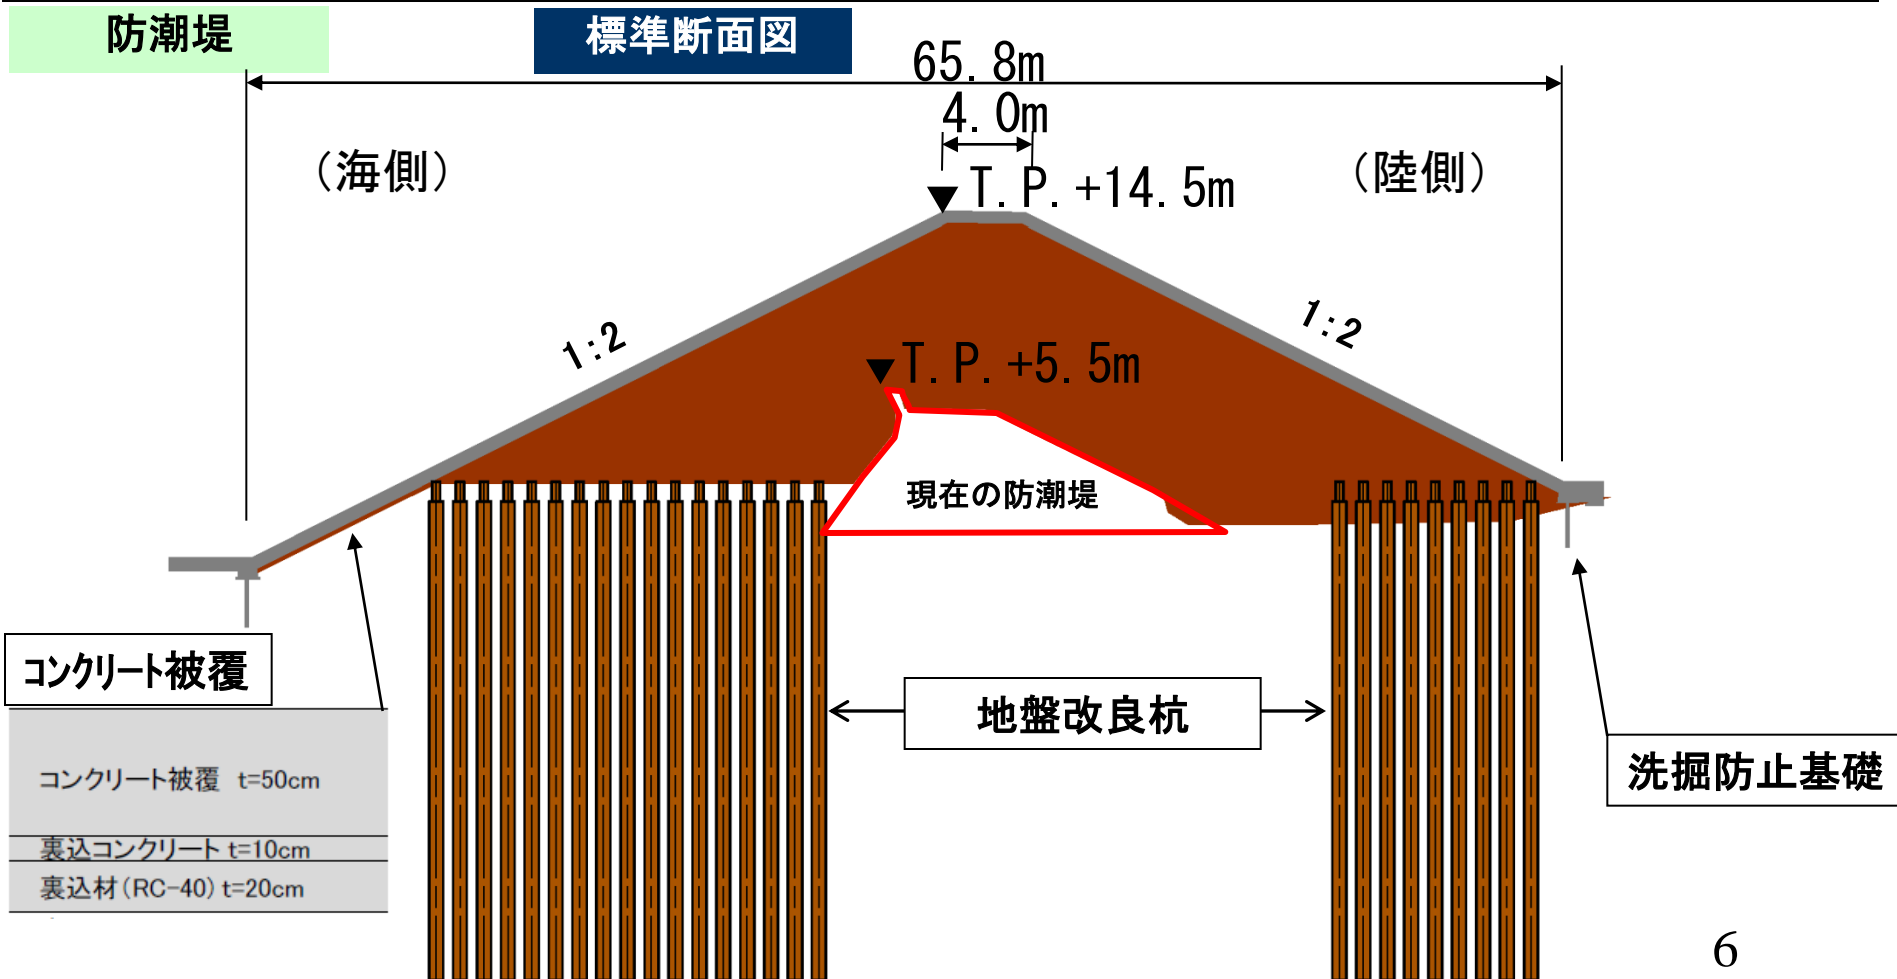 防潮堤
標準断面図
65.8m
4.0m
（海側）
（陸側）
T.P.+14.5m
1:2
1:2
T.P.+5.5m
現在の防潮堤
コンクリート被覆
地盤改良杭
洗掘防止基礎
コンクリート被覆 t=50cm
裏込コンクリート t=10cm
裏込材（RC-40）t=20cm
6